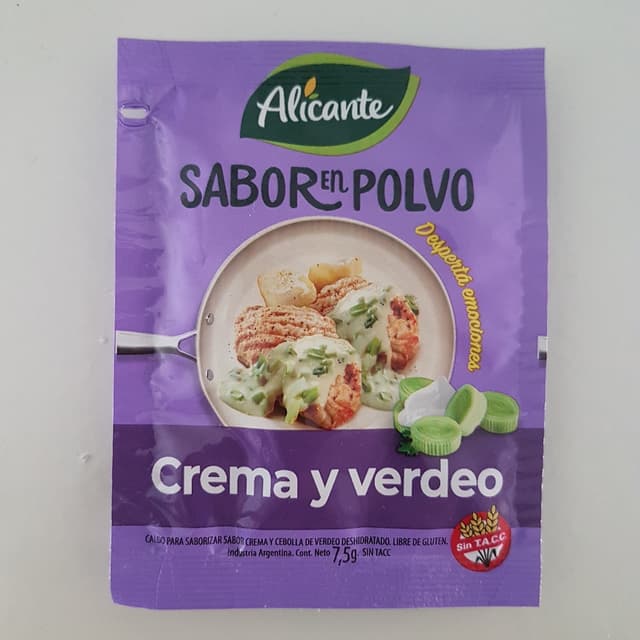 Alicante
SABOR EN POLVO
Despertá emociones
Crema y verdeo
CALDO PARA SABORIZAR SABOR CREMA Y CEBOLLA DE VERDEO DESHIDRATADO. LIBRE DE GLUTEN.
Industria Argentina. Cont. Neto 7,5g SIN TACC
Sin T.A.C.C.